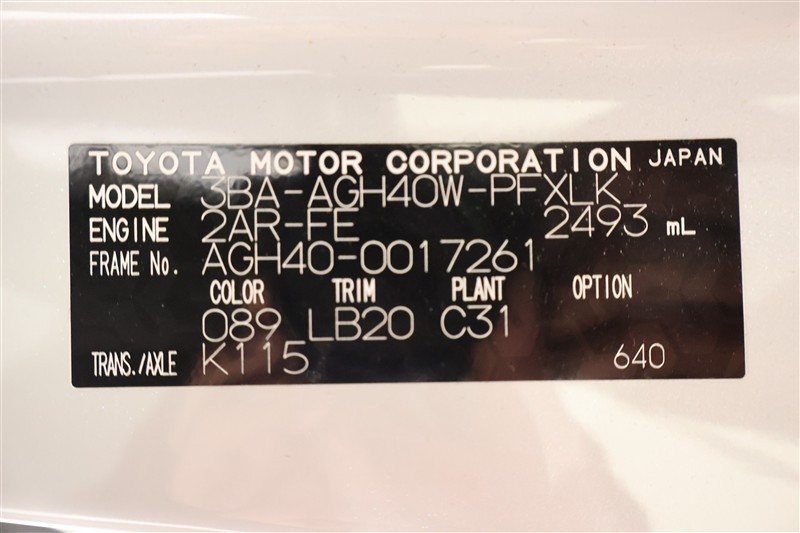 TOYOTA MOTOR CORPORATION JAPAN
MODEL 3BA-AGH40W-PFXLK
ENGINE 2AR-FE 2493 mL
FRAME No. AGH40-0017261
COLOR TRIM PLANT OPTION
089 LB20 C31
TRANS./AXLE K115 640